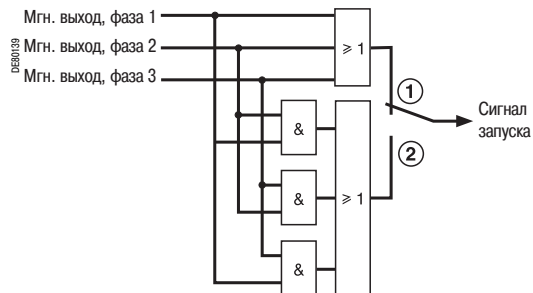 Мгн. выход, фаза 1
Мгн. выход, фаза 2
Мгн. выход, фаза 3
DE80139
≥ 1
1
Сигнал
запуска
&
2
&
≥ 1
&